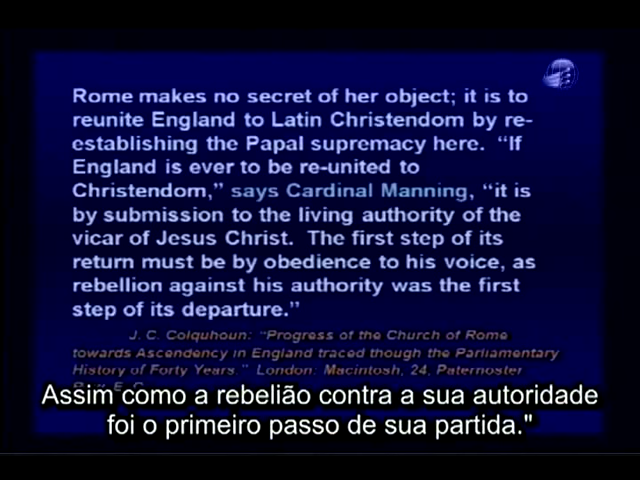 Rome makes no secret of her object; it is to
reunite England to Latin Christendom by re-
establishing the Papal supremacy here. "If
England is ever to be re-united to
Christendom," says Cardinal Manning, "it is
by submission to the living authority of the
vicar of Jesus Christ. The first step of its
return must be by obedience to his voice, as
rebellion against his authority was the first
step of its departure."
J. C. Colquhoun: "Progress of the Church of Rome
towards Ascendency in England traced though the Parliamentary
History of Forty Years." London: Macintosh, 24, Paternoster
Assim como a rebelião contra a sua autoridade
foi o primeiro passo de sua partida."